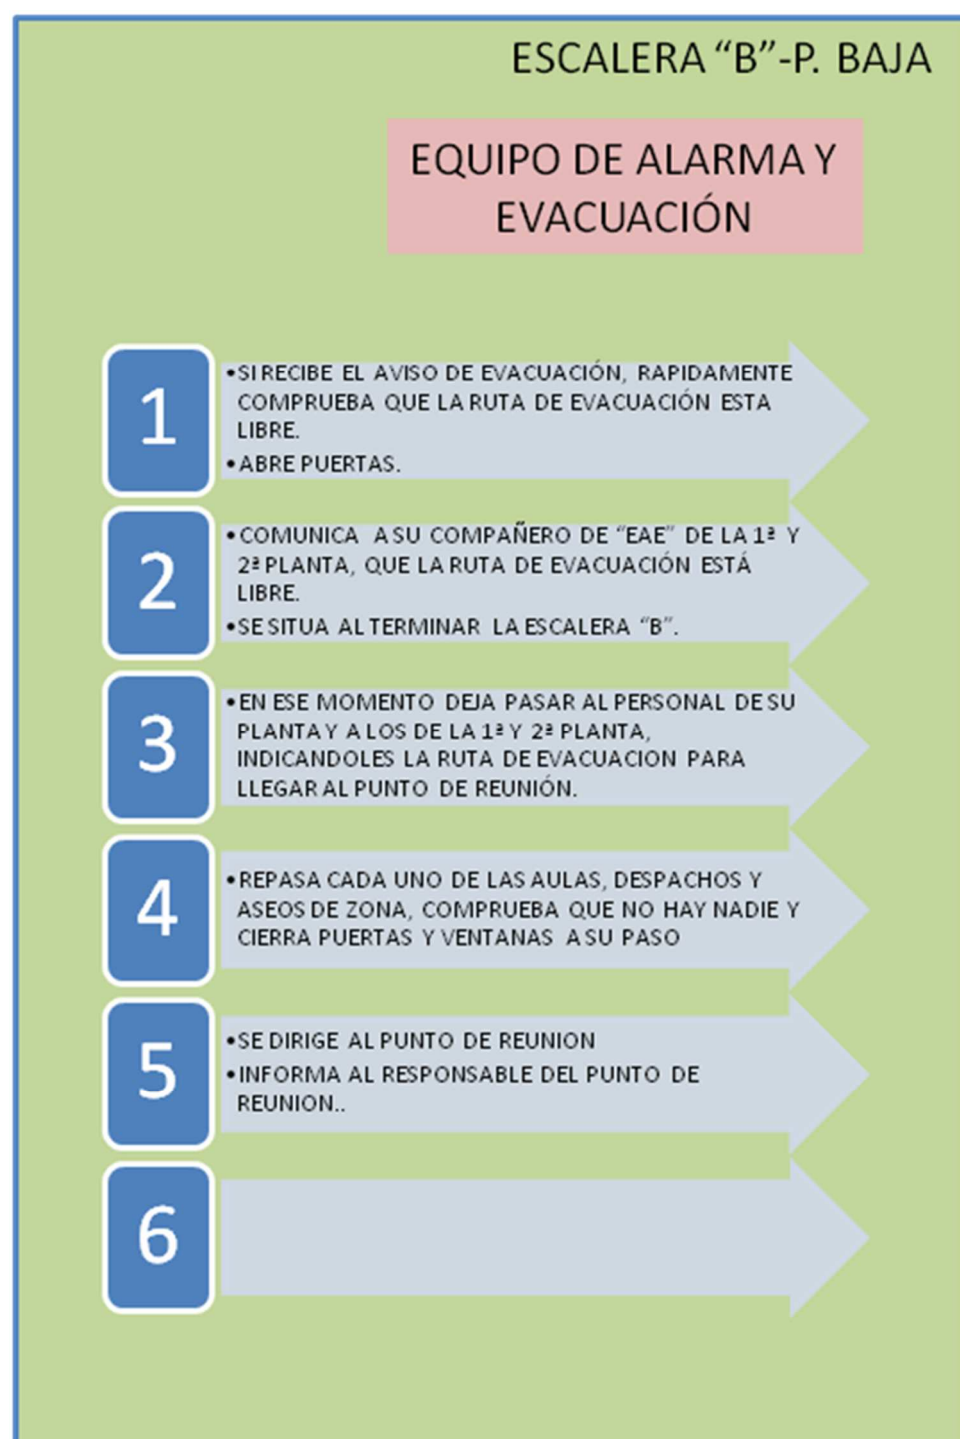 ESCALERA “B”-P. BAJA
EQUIPO DE ALARMA Y
EVACUACIÓN
1
•SI RECIBE EL AVISO DE EVACUACIÓN, RAPIDAMENTE
COMPRUEBA QUE LA RUTA DE EVACUACIÓN ESTA
LIBRE.
•ABRE PUERTAS.
2
•COMUNICA A SU COMPAÑERO DE “EAE” DE LA 1ª Y
2ª PLANTA, QUE LA RUTA DE EVACUACIÓN ESTÁ
LIBRE.
•SE SITUA AL TERMINAR LA ESCALERA “B”.
3
•EN ESE MOMENTO DEJA PASAR AL PERSONAL DE SU
PLANTA Y A LOS DE LA 1ª Y 2ª PLANTA,
INDICANDOLES LA RUTA DE EVACUACION PARA
LLEGAR AL PUNTO DE REUNIÓN.
4
•REPASA CADA UNO DE LAS AULAS, DESPACHOS Y
ASEOS DE ZONA, COMPRUEBA QUE NO HAY NADIE Y
CIERRA PUERTAS Y VENTANAS A SU PASO
5
•SE DIRIGE AL PUNTO DE REUNION
•INFORMA AL RESPONSABLE DEL PUNTO DE
REUNION..
6